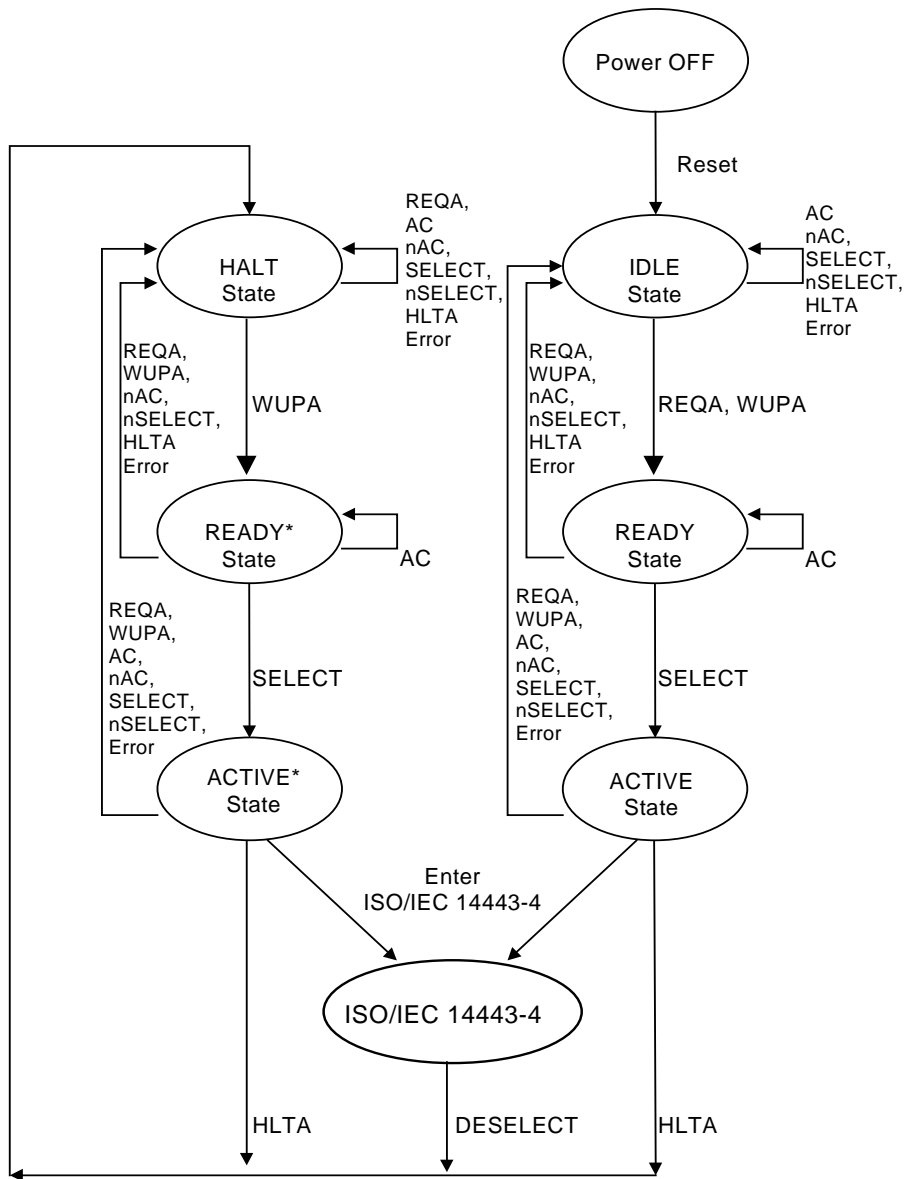 Power OFF
Reset
REQA,
AC
nAC,
SELECT,
nSELECT,
HLTA
Error
AC
nAC,
SELECT,
nSELECT,
HLTA
Error
HALT
State
IDLE
State
REQA,
WUPA,
nAC,
nSELECT,
HLTA
Error
WUPA
REQA,
WUPA,
nAC,
nSELECT,
HLTA
Error
REQA, WUPA
READY*
State
AC
READY
State
AC
REQA,
WUPA,
AC,
nAC,
SELECT,
nSELECT,
Error
SELECT
REQA,
WUPA,
AC,
nAC,
SELECT,
nSELECT,
Error
SELECT
ACTIVE*
State
ACTIVE
State
Enter
ISO/IEC 14443-4
ISO/IEC 14443-4
HLTA
DESELECT
HLTA